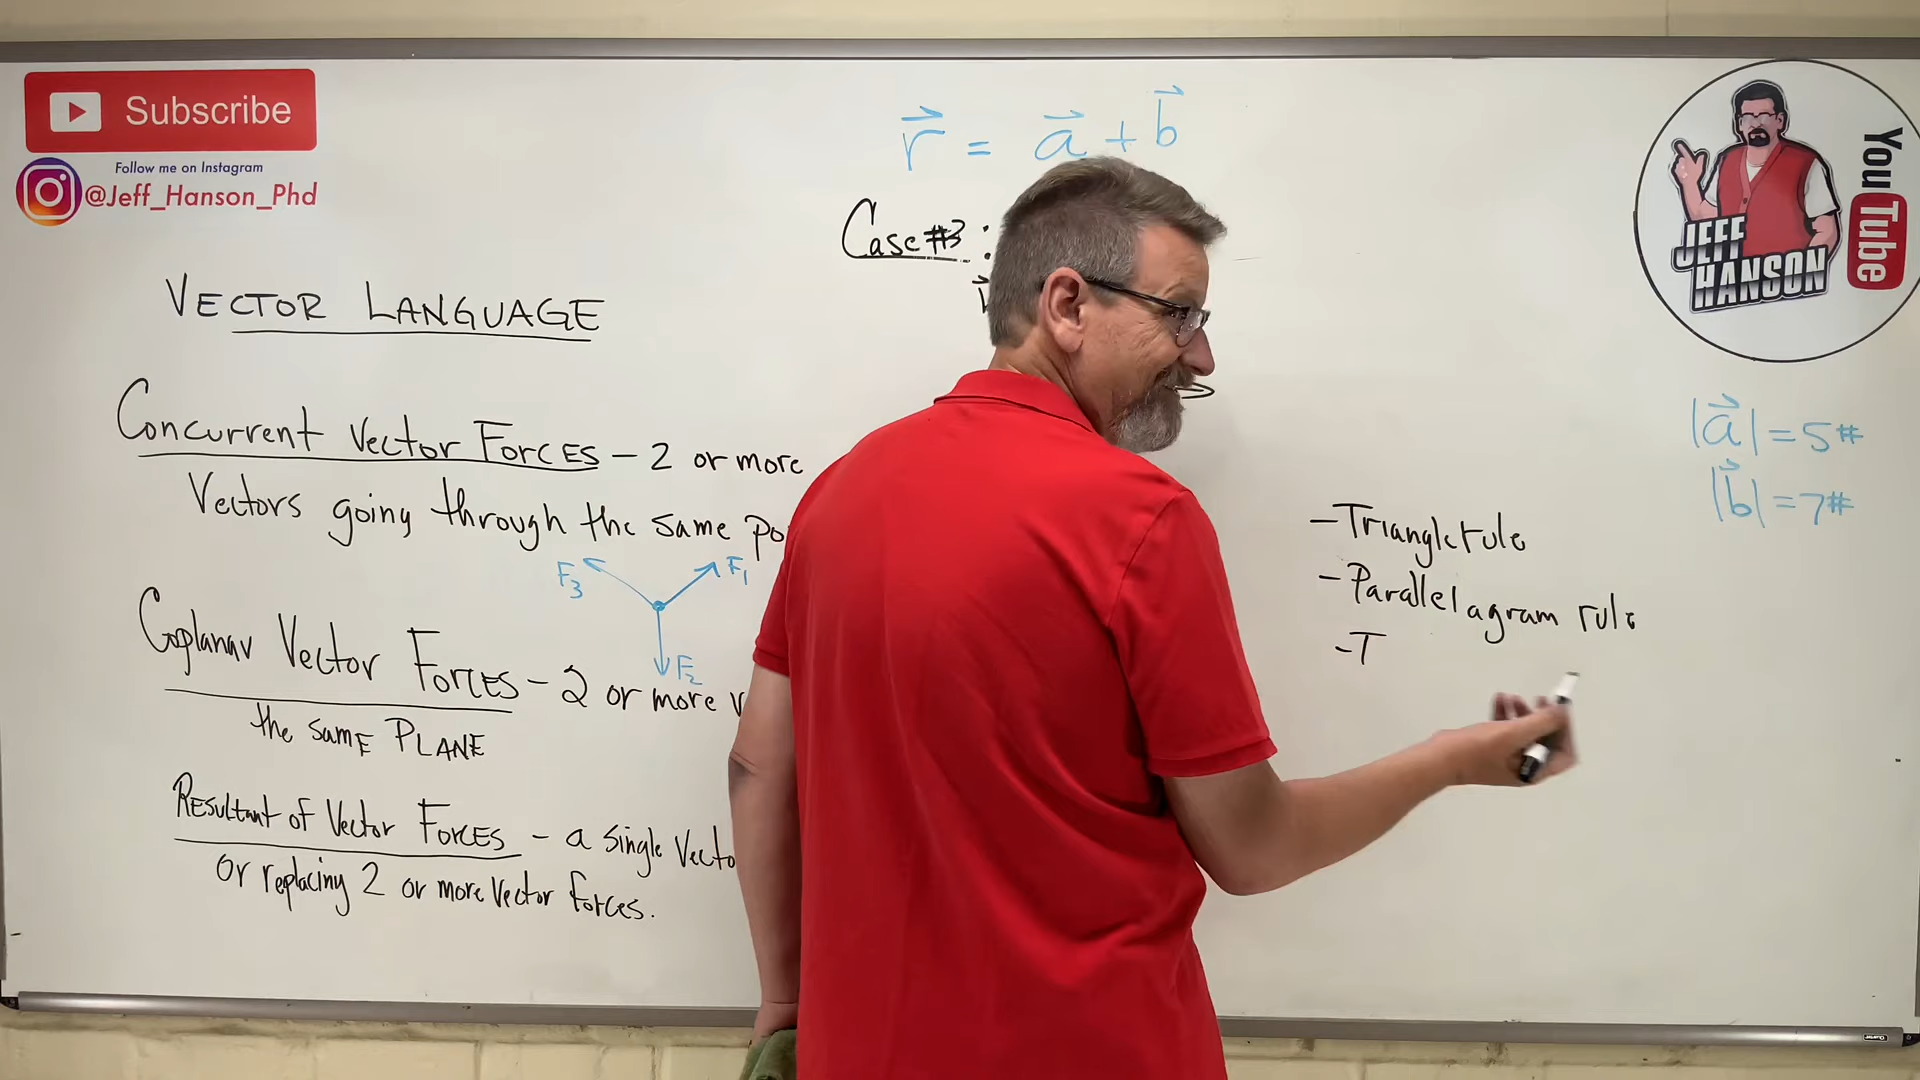 Subscribe
Follow me on Instagram
@Jeff_Hanson_Phd
r = a + b
Case #3 :
VECTOR LANGUAGE
Concurrent Vector Forces – 2 or more
Vectors going through the same
F3
F1
F2
Coplanar Vector Forces – 2 or more
the same PLANE
Resultant of Vector Forces – a single
or replacing 2 or more vector forces.
– Triangle rule
– Parallelagram rule
– T
|a| = 5#
|b| = 7#
JEFF
HANSON
YouTube